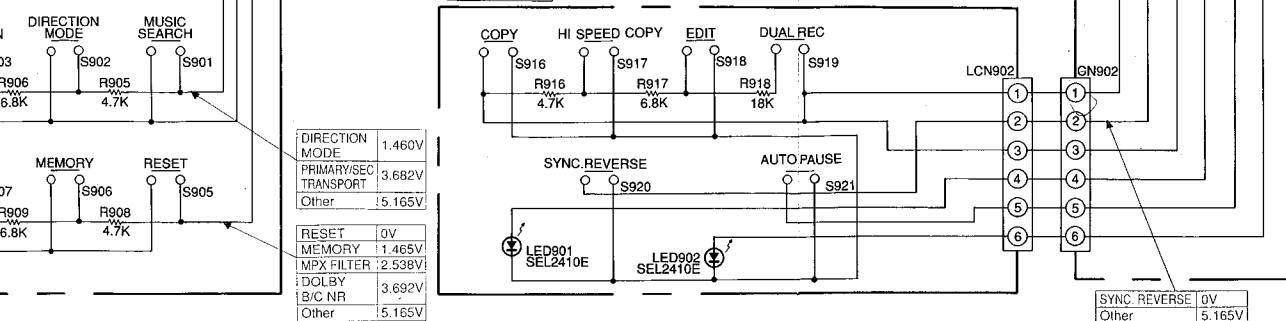 DIRECTION
MODE
MUSIC
SEARCH
S902
S901
03
R906
6.8K
R905
4.7K
MEMORY
RESET
S906
S905
07
R909
6.8K
R908
4.7K
DIRECTION MODE 1.460V
PRIMARY/SEC TRANSPORT 3.682V
Other 5.165V
RESET 0V
MEMORY 1.465V
MPX FILTER 2.538V
DOLBY B/C NR 3.692V
Other 5.165V
COPY
HI SPEED COPY
EDIT
DUAL REC
S916
S917
S918
S919
R916
4.7K
R917
6.8K
R918
18K
SYNC.REVERSE
AUTO PAUSE
S920
S921
LED901
SEL2410E
LED902
SEL2410E
LCN902
GN902
1 1
2 2
3 3
4 4
5 5
6 6
SYNC. REVERSE 0V
Other 5.165V